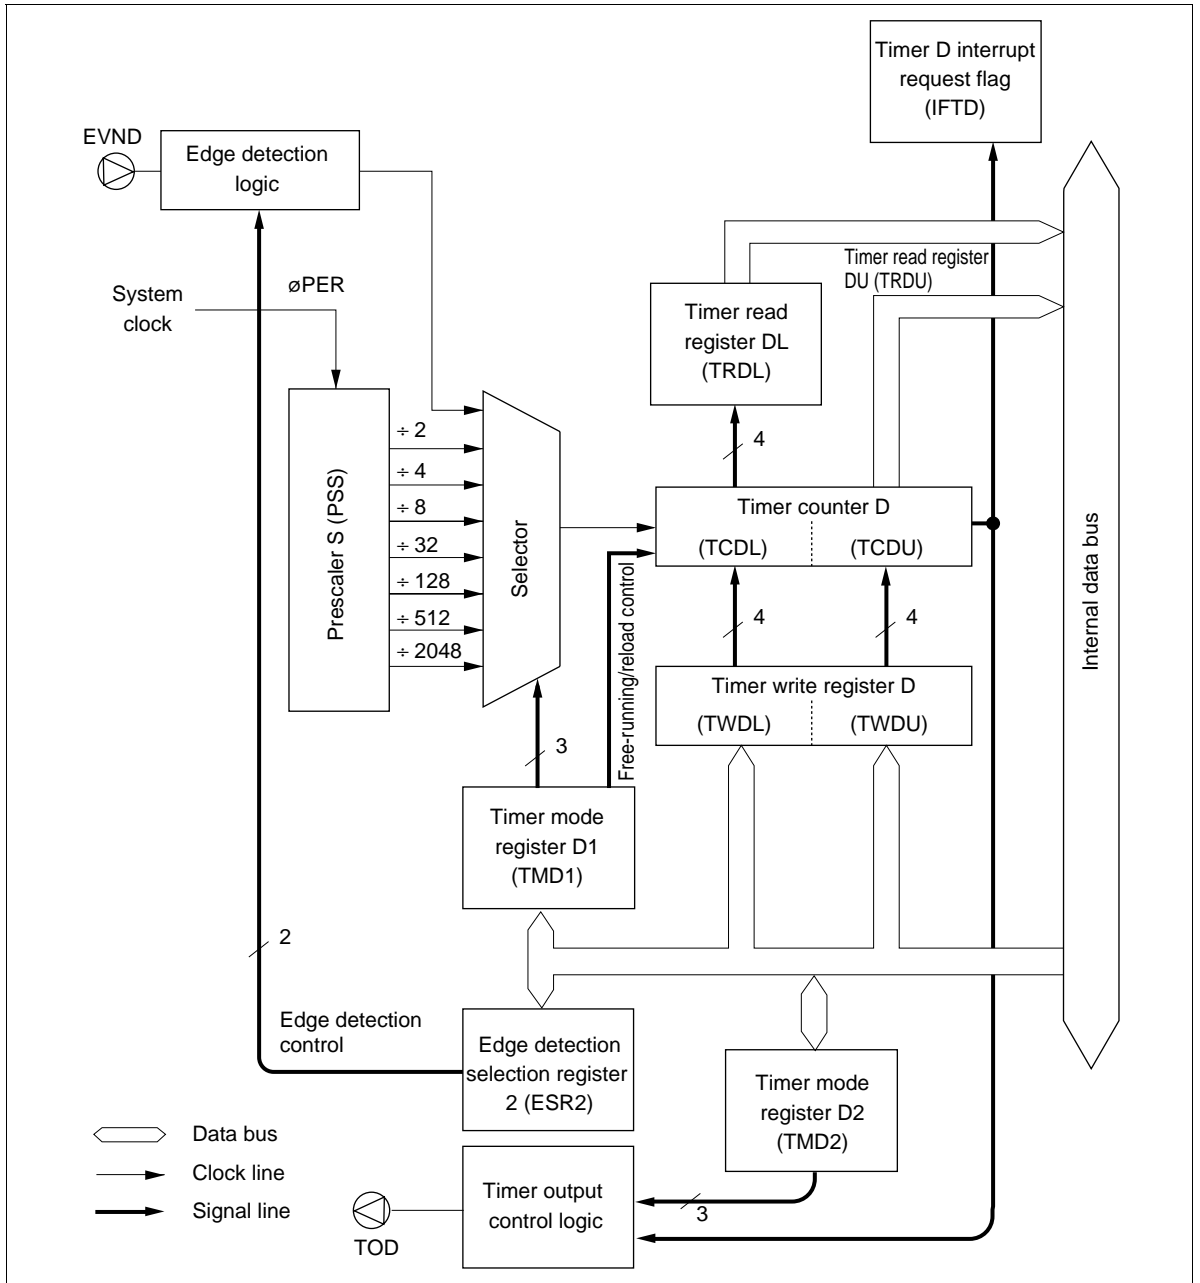 Timer D interrupt
request flag
(IFTD)
EVND
Edge detection
logic
øPER
System
clock
Timer read register
DU (TRDU)
Timer read
register DL
(TRDL)
Prescaler S (PSS)
÷ 2
÷ 4
÷ 8
÷ 32
÷ 128
÷ 512
÷ 2048
Selector
4
Timer counter D
(TCDL)
(TCDU)
Free-running/reload control
4
4
Timer write register D
(TWDL)
(TWDU)
Internal data bus
3
Timer mode
register D1
(TMD1)
2
Edge detection
control
Edge detection
selection register
2 (ESR2)
Timer mode
register D2
(TMD2)
Data bus
Clock line
Signal line
TOD
Timer output
control logic
3